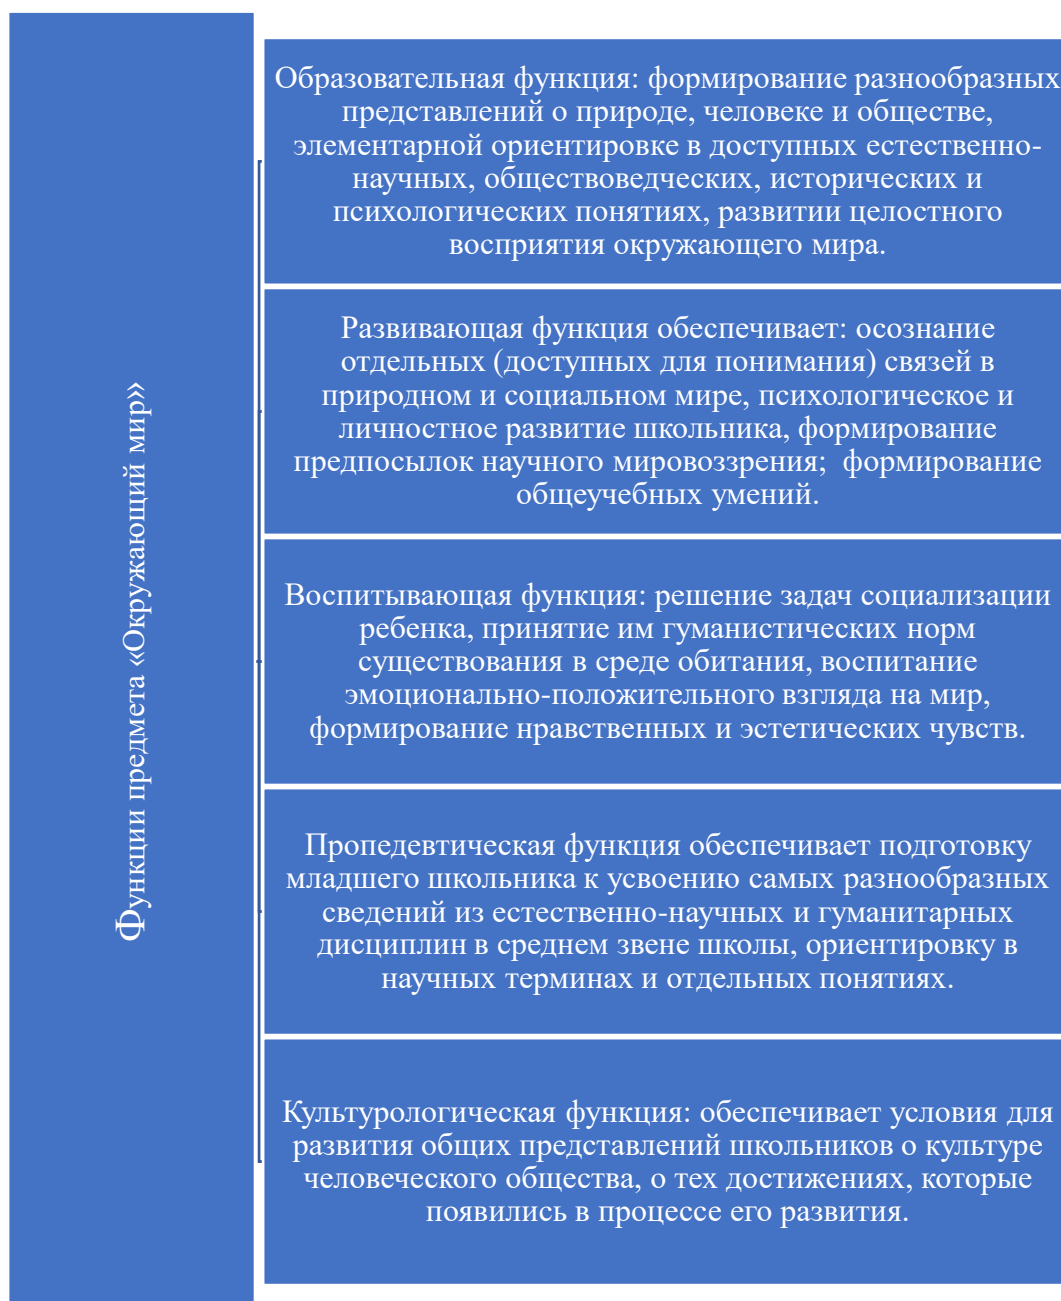 Функции предмета «Окружающий мир»
Образовательная функция: формирование разнообразных
представлений о природе, человеке и обществе,
элементарной ориентировке в доступных естественно-
научных, обществоведческих, исторических и
психологических понятиях, развитии целостного
восприятия окружающего мира.
Развивающая функция обеспечивает: осознание
отдельных (доступных для понимания) связей в
природном и социальном мире, психологическое и
личностное развитие школьника, формирование
предпосылок научного мировоззрения; формирование
общеучебных умений.
Воспитывающая функция: решение задач социализации
ребенка, принятие им гуманистических норм
существования в среде обитания, воспитание
эмоционально-положительного взгляда на мир,
формирование нравственных и эстетических чувств.
Пропедевтическая функция обеспечивает подготовку
младшего школьника к усвоению самых разнообразных
сведений из естественно-научных и гуманитарных
дисциплин в среднем звене школы, ориентировку в
научных терминах и отдельных понятиях.
Культурологическая функция: обеспечивает условия для
развития общих представлений школьников о культуре
человеческого общества, о тех достижениях, которые
появились в процессе его развития.